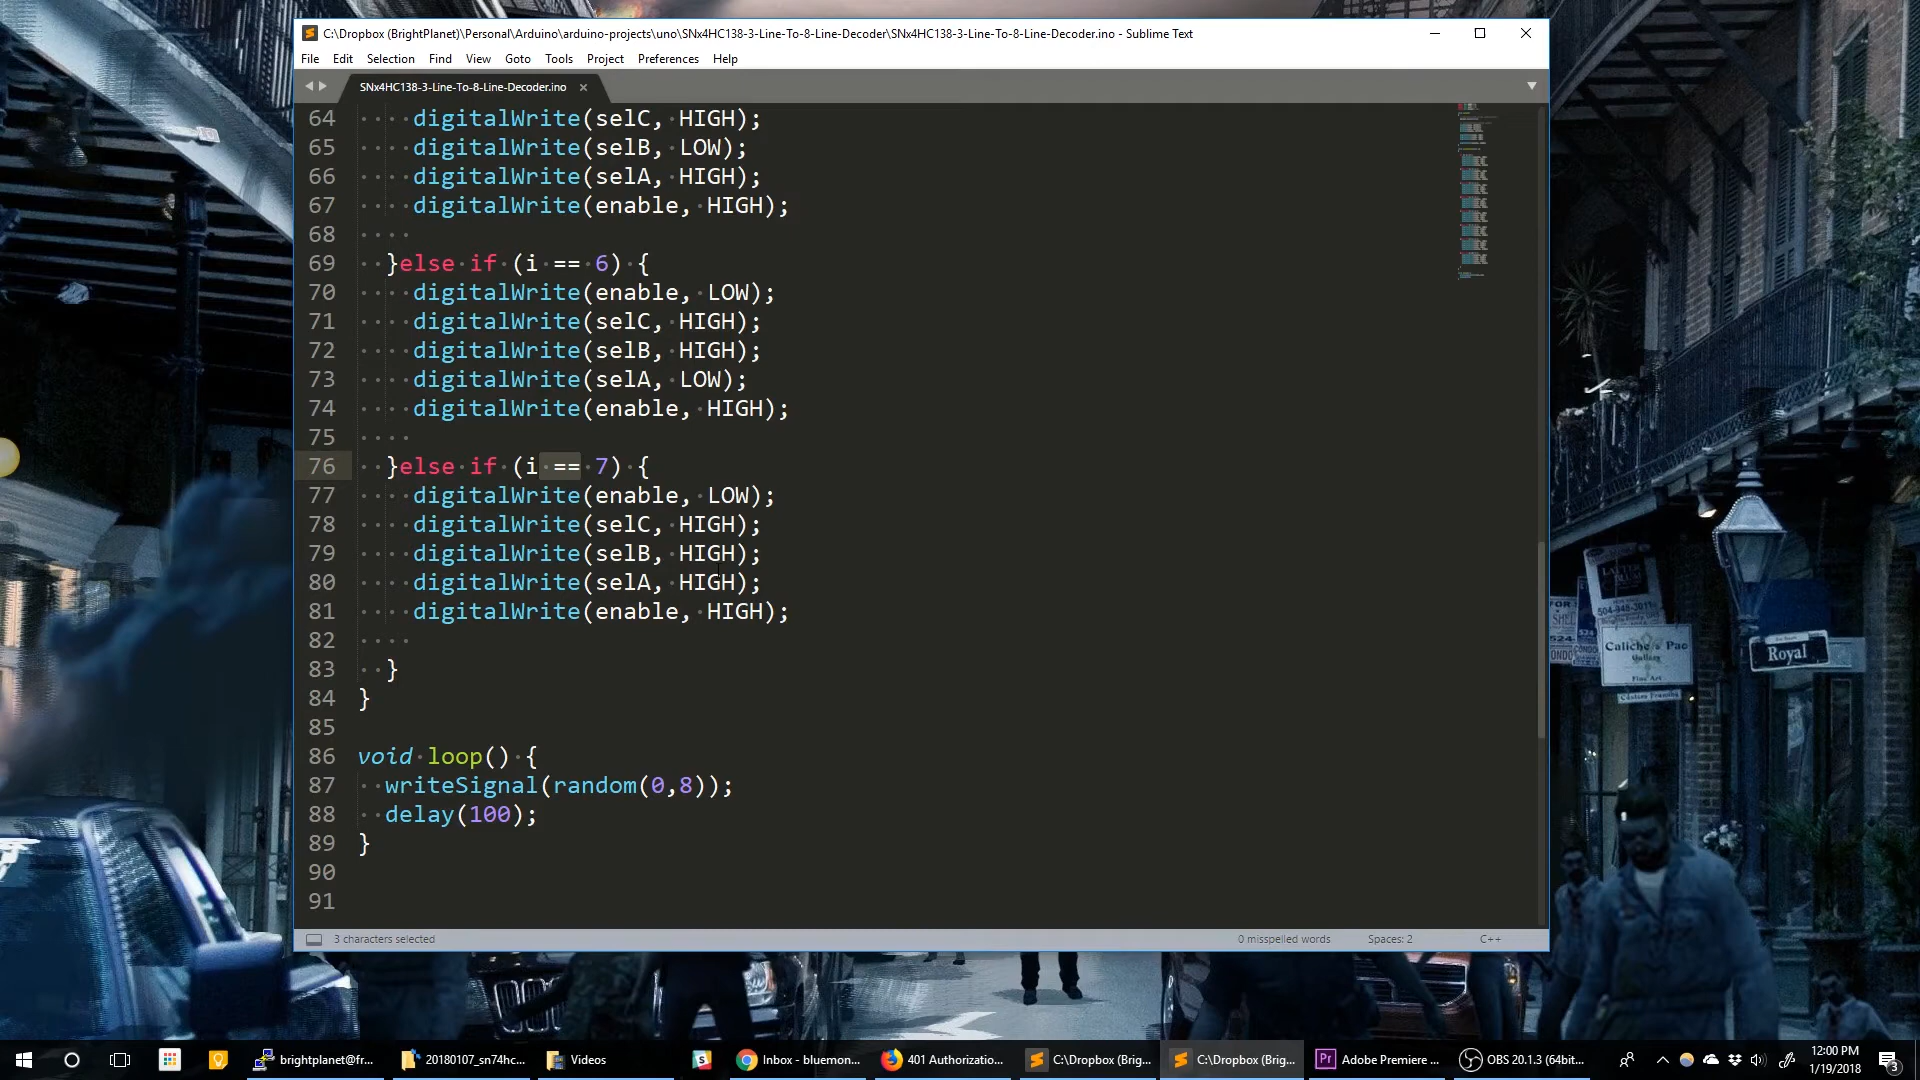 C:\Dropbox (BrightPlanet)\Personal\Arduino\arduino-projects\uno\SNx4HC138-3-Line-To-8-Line-Decoder\SNx4HC138-3-Line-To-8-Line-Decoder.ino - Sublime Text
File Edit Selection Find View Goto Tools Project Preferences Help
SNx4HC138-3-Line-To-8-Line-Decoder.ino
64 digitalWrite(selC, HIGH);
65 digitalWrite(selB, LOW);
66 digitalWrite(selA, HIGH);
67 digitalWrite(enable, HIGH);
68
69 }else if (i == 6) {
70 digitalWrite(enable, LOW);
71 digitalWrite(selC, HIGH);
72 digitalWrite(selB, HIGH);
73 digitalWrite(selA, LOW);
74 digitalWrite(enable, HIGH);
75
76 }else if (i == 7) {
77 digitalWrite(enable, LOW);
78 digitalWrite(selC, HIGH);
79 digitalWrite(selB, HIGH);
80 digitalWrite(selA, HIGH);
81 digitalWrite(enable, HIGH);
82
83 }
84 }
85
86 void loop() {
87 writeSignal(random(0,8));
88 delay(100);
89 }
90
91
3 characters selected 0 misspelled words Spaces: 2 C++
Royal
brightplanet@fr... 20180107_sn74hc... Videos Inbox - bluemon... 401 Authorizatio... C:\Dropbox (Brig... C:\Dropbox (Brig... Adobe Premiere ... OBS 20.1.3 (64bit... 12:00 PM
1/19/2018 3